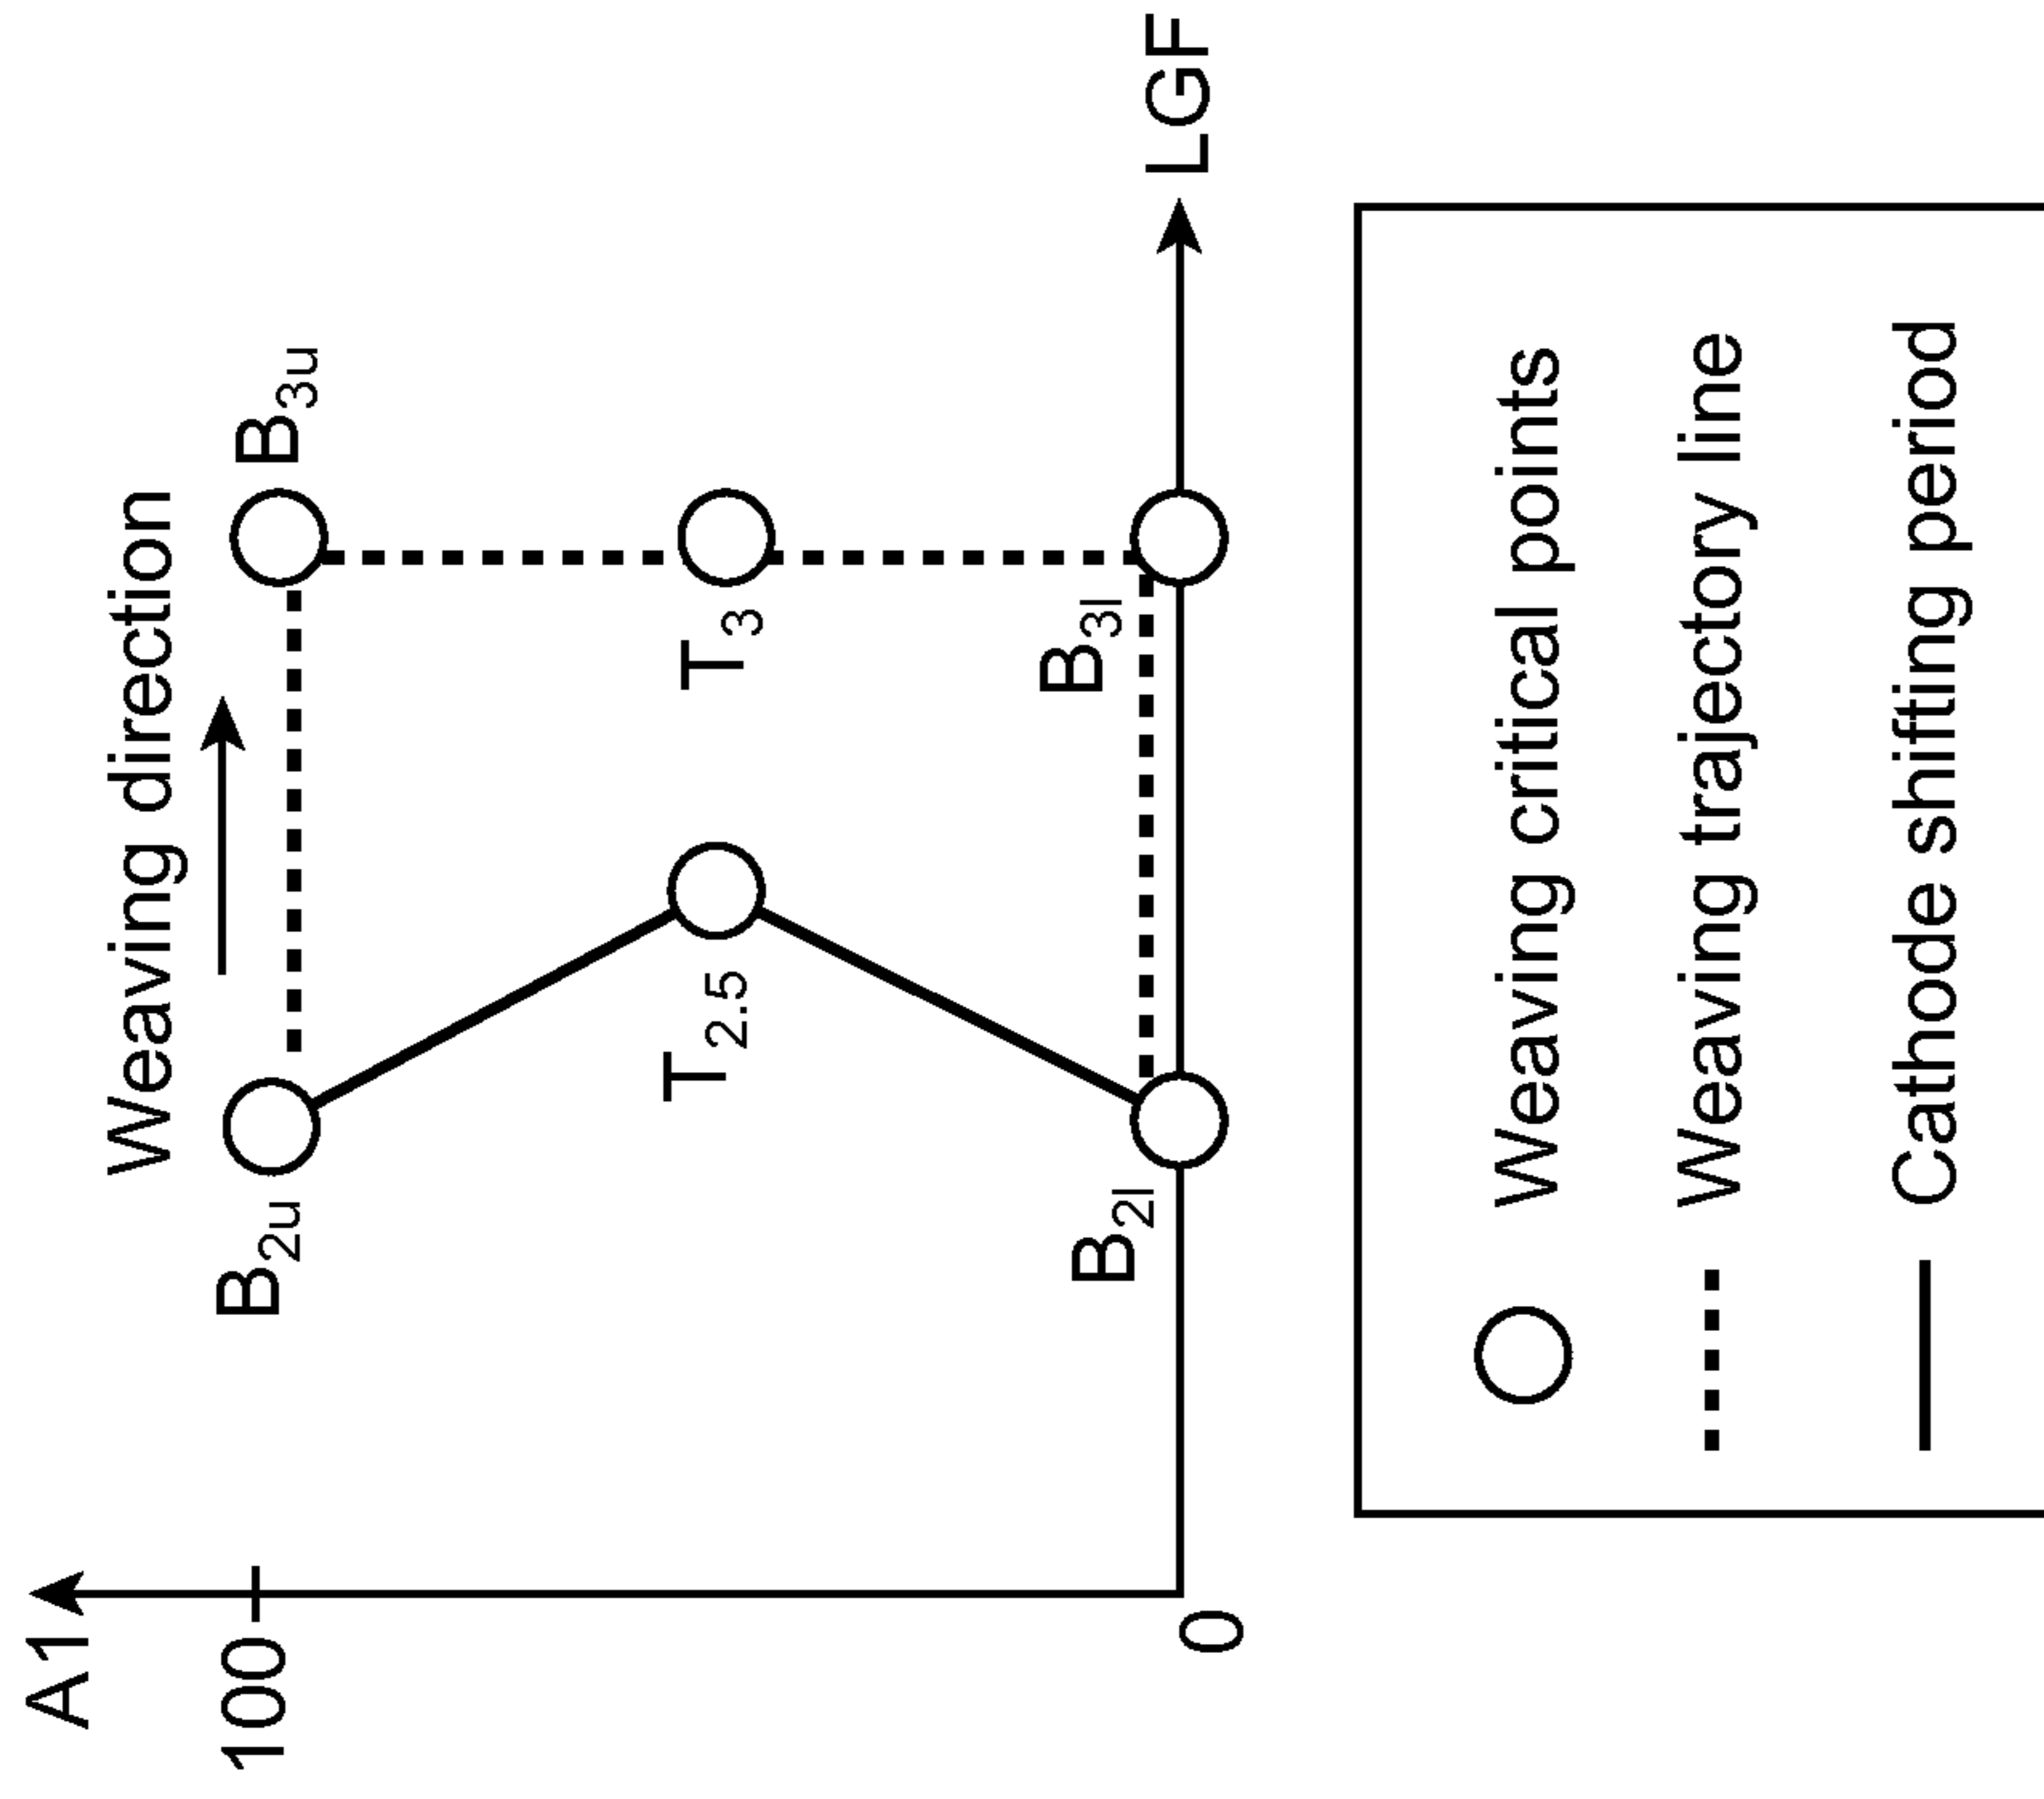 A1
100
0
LGF
Weaving direction
B2u
B3u
T2.5
T3
B2l
B3l
Weaving critical points
Weaving trajectory line
Cathode shifting period